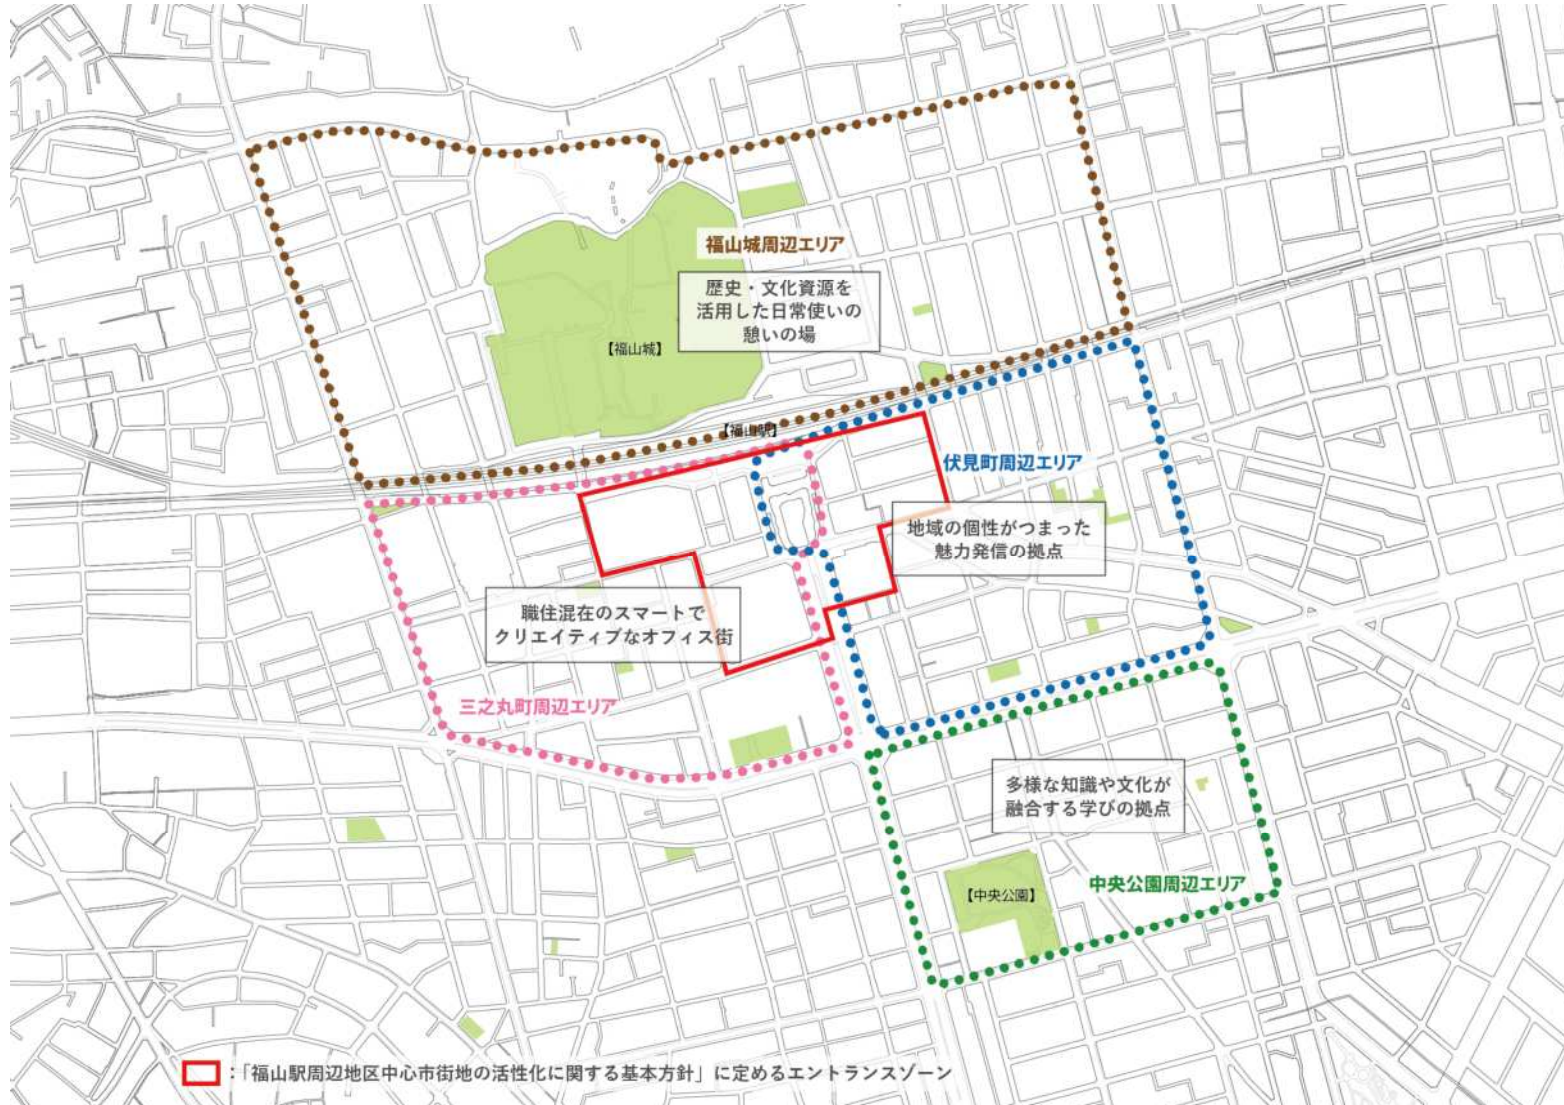 福山城周辺エリア
歴史・文化資源を
活用した日常使いの
憩いの場
【福山城】
【福山駅】
伏見町周辺エリア
地域の個性がつまった
魅力発信の拠点
職住混在のスマートで
クリエイティブなオフィス街
三之丸町周辺エリア
多様な知識や文化が
融合する学びの拠点
中央公園周辺エリア
【中央公園】
：「福山駅周辺地区中心市街地の活性化に関する基本方針」に定めるエントランスゾーン